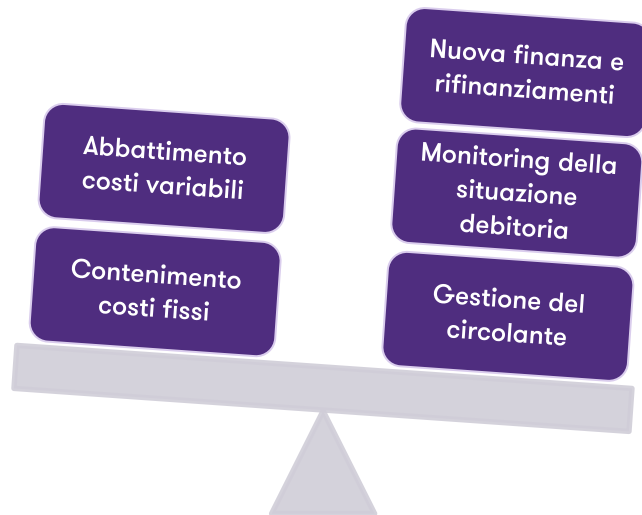 Abbattimento
costi variabili
Contenimento
costi fissi
Nuova finanza e
rifinanziamenti
Monitoring della
situazione
debitoria
Gestione del
circolante